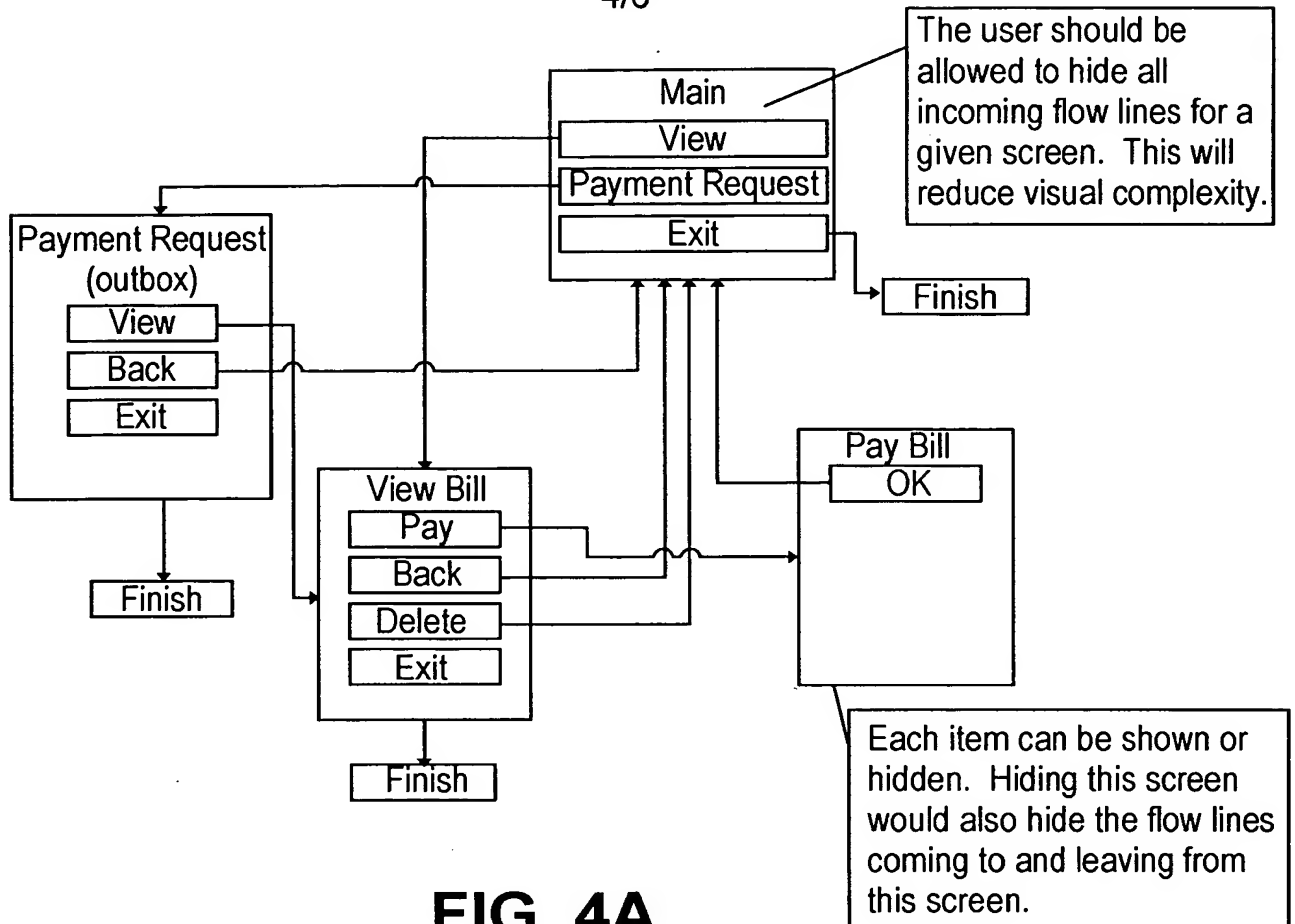 4/8
The user should be
allowed to hide all
incoming flow lines for a
given screen. This will
reduce visual complexity.
Main
View
Payment Request
Exit
Finish
Payment Request
(outbox)
View
Back
Exit
Finish
View Bill
Pay
Back
Delete
Exit
Finish
Pay Bill
OK
Each item can be shown or
hidden. Hiding this screen
would also hide the flow lines
coming to and leaving from
this screen.
FIG. 4A